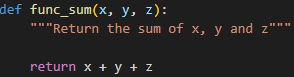 def func_sum(x, y, z):
    """Return the sum of x, y and z"""
    return x + y + z